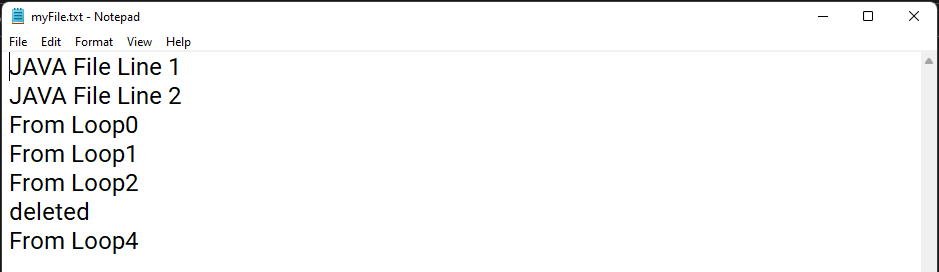 myFile.txt - Notepad
File Edit Format View Help
JAVA File Line 1
JAVA File Line 2
From Loop0
From Loop1
From Loop2
deleted
From Loop4